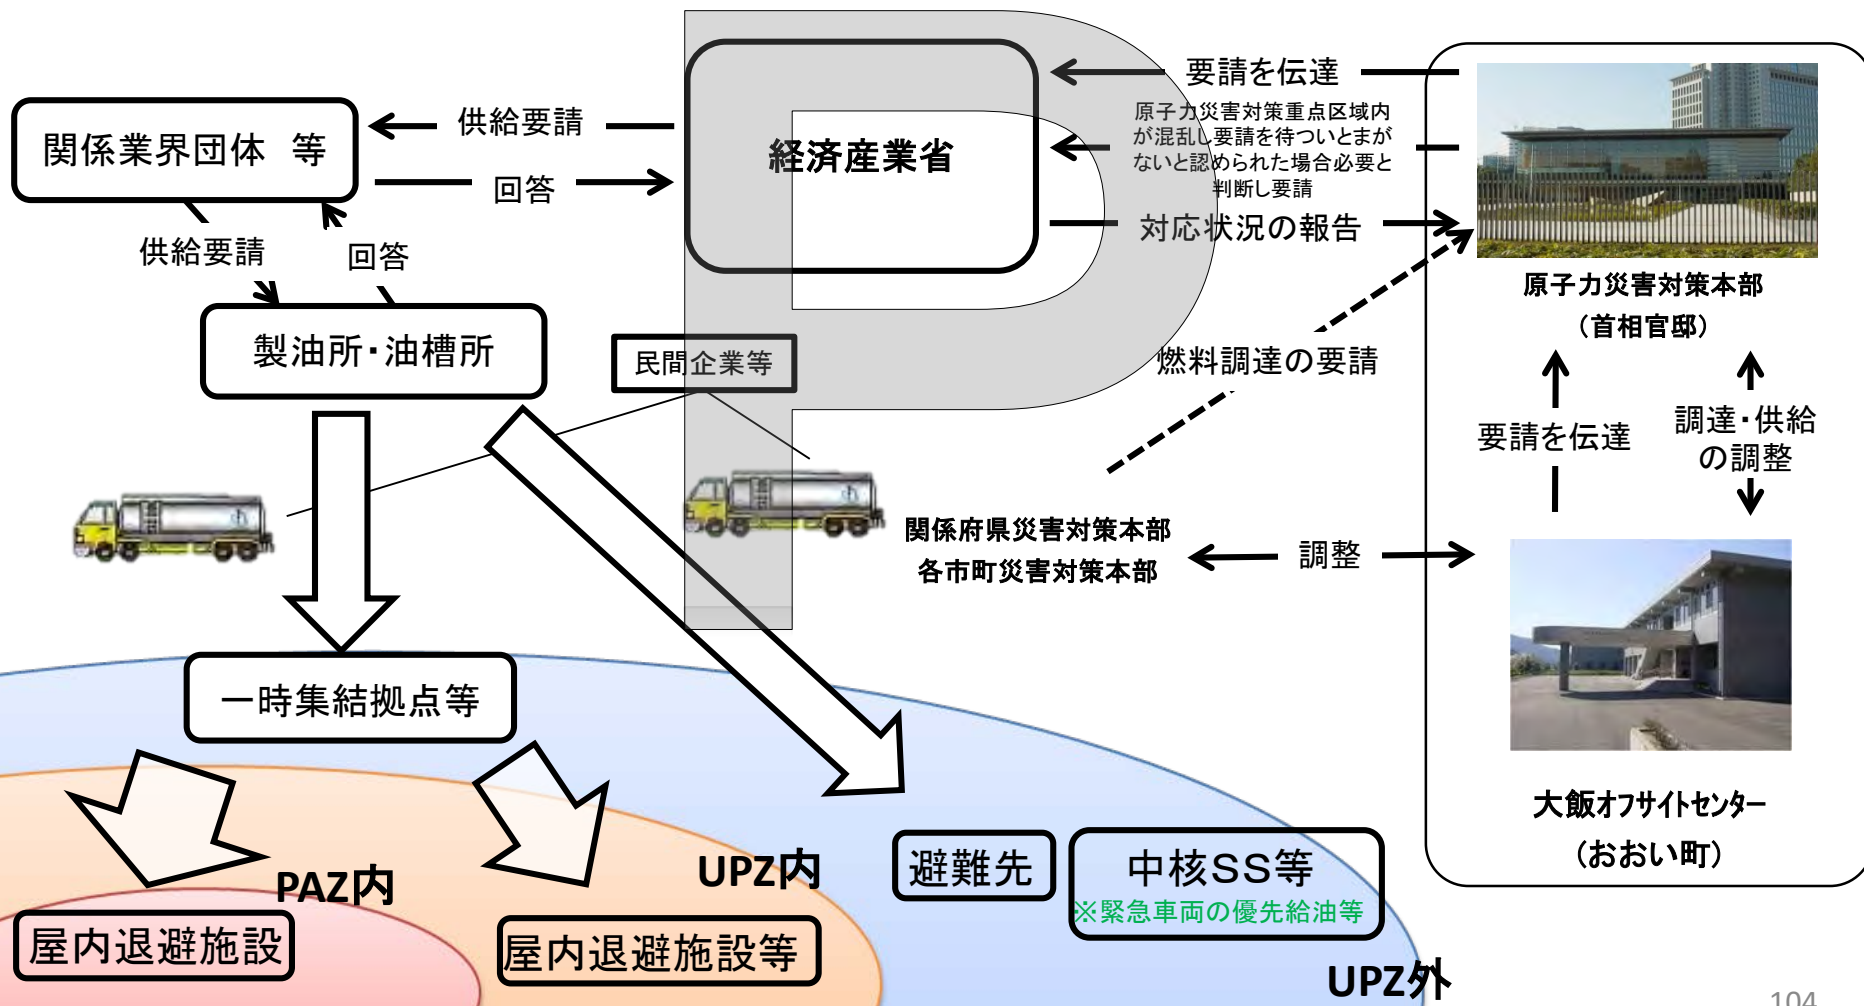 要請を伝達
原子力災害対策重点区域内
が混乱し要請を待ついとまが
ないと認められた場合必要と
判断し要請
対応状況の報告
供給要請
回答
関係業界団体　等
経済産業省
供給要請
回答
製油所・油槽所
民間企業等
燃料調達の要請
原子力災害対策本部
（首相官邸）
要請を伝達
調達・供給
の調整
関係府県災害対策本部
各市町災害対策本部
調整
一時集結拠点等
大飯オフサイトセンター
（おおい町）
PAZ内
UPZ内
避難先
中核SS等
※緊急車両の優先給油等
屋内退避施設
屋内退避施設等
UPZ外
104
P